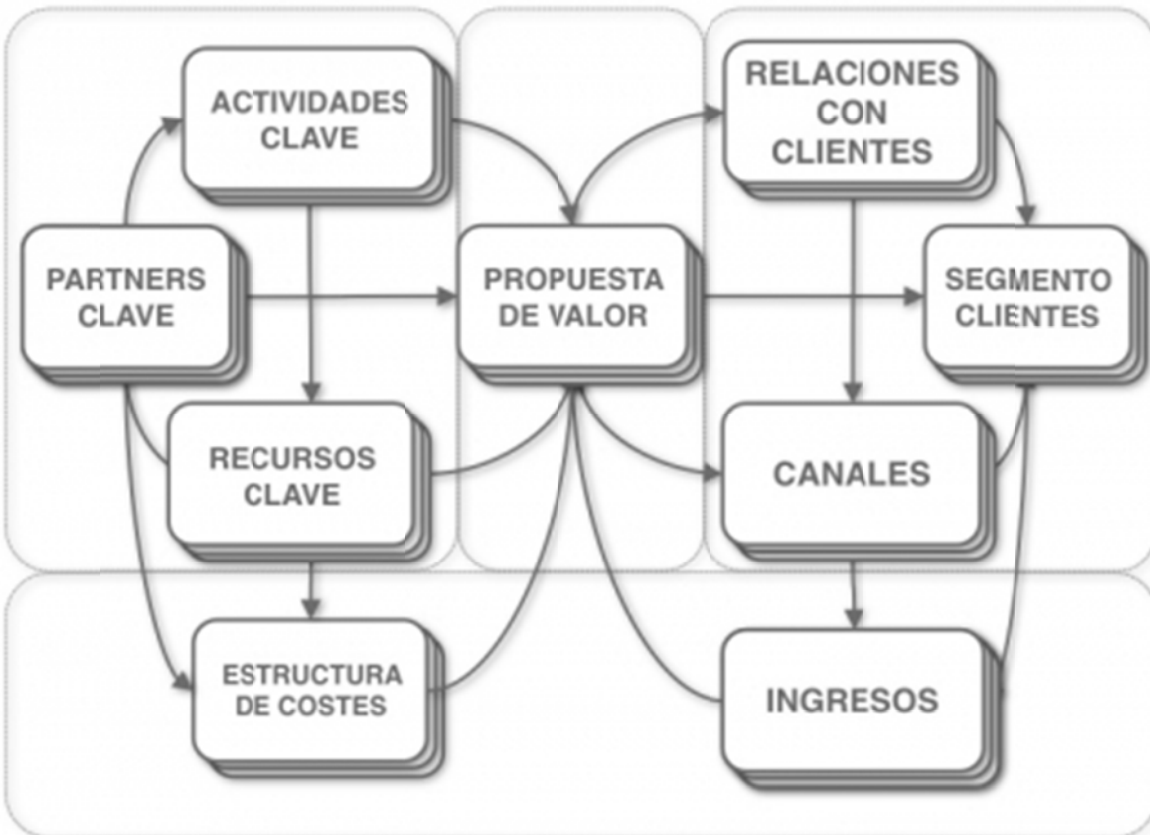 ACTIVIDADES
CLAVE
RELACIONES
CON
CLIENTES
PARTNERS
CLAVE
PROPUESTA
DE VALOR
SEGMENTO
CLIENTES
RECURSOS
CLAVE
CANALES
ESTRUCTURA
DE COSTES
INGRESOS